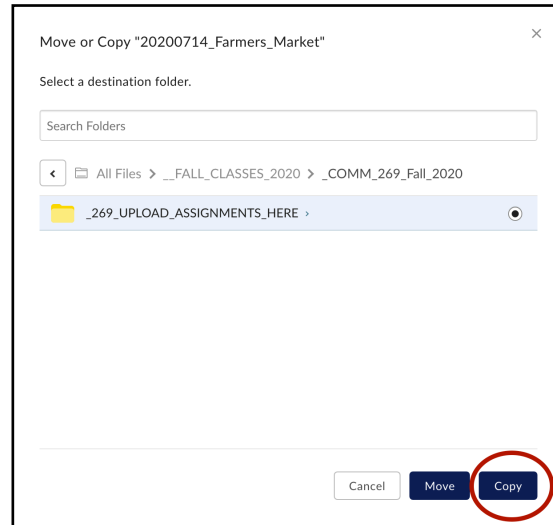 Move or Copy "20200714_Farmers_Market"
×
Select a destination folder.
Search Folders
All Files > __FALL_CLASSES_2020 > _COMM_269_Fall_2020
_269_UPLOAD_ASSIGNMENTS_HERE ›
Cancel Move Copy